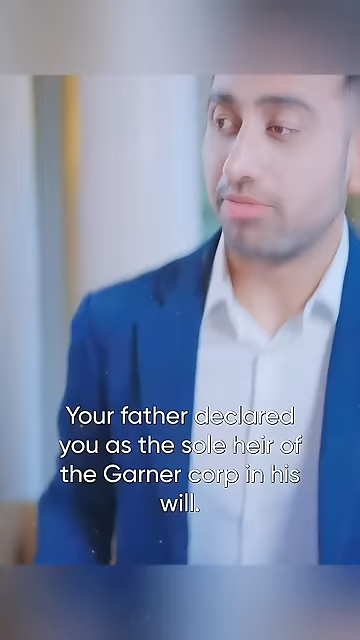 Your father declared
you as the sole heir of
the Garner corp in his
will.